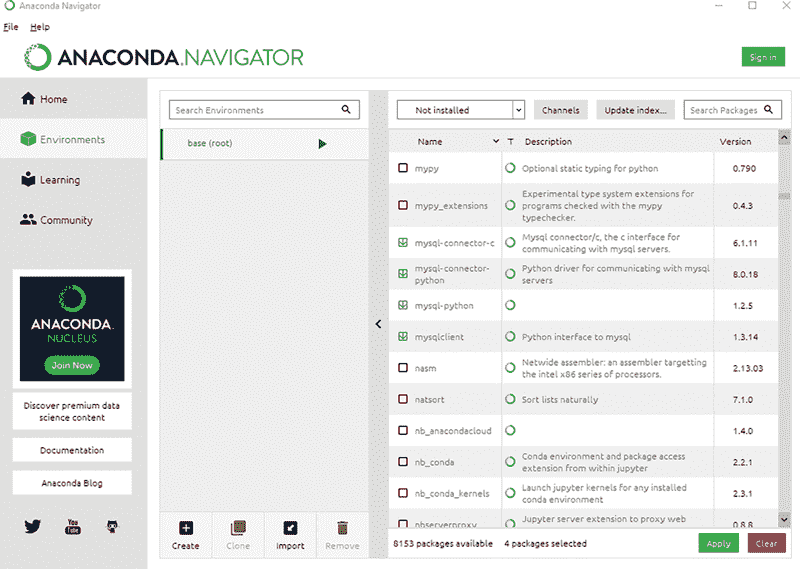 Anaconda Navigator
File Help
ANACONDA.NAVIGATOR
Sign in
Home
Environments
Learning
Community
ANACONDA.
NUCLEUS
Join Now
Discover premium data
science content
Documentation
Anaconda Blog
You
Tube
Search Environments
base (root)
Create
Clone
Import
Remove
Not installed
Channels
Update index...
Search Packages
Name T Description Version
mypy Optional static typing for python 0.790
mypy_extensions Experimental type system extensions for
programs checked with the mypy
typechecker. 0.4.3
mysql-connector-c Mysql connector/c, the c interface for
communicating with mysql servers. 6.1.11
mysql-connector-
python Python driver for communicating with mysql
servers 8.0.18
mysql-python 1.2.5
mysqlclient Python interface to mysql 1.3.14
nasm Netwide assembler: an assembler targetting
the intel x86 series of processors. 2.13.03
natsort Sort lists naturally 7.1.0
nb_anacondacloud 1.4.0
nb_conda Conda environment and package access
extension from within jupyter 2.2.1
nb_conda_kernels Launch jupyter kernels for any installed
conda environment 2.3.1
nbserverproxy Jupyter server extension to proxy web 0.8.8
8153 packages available 4 packages selected
Apply
Clear